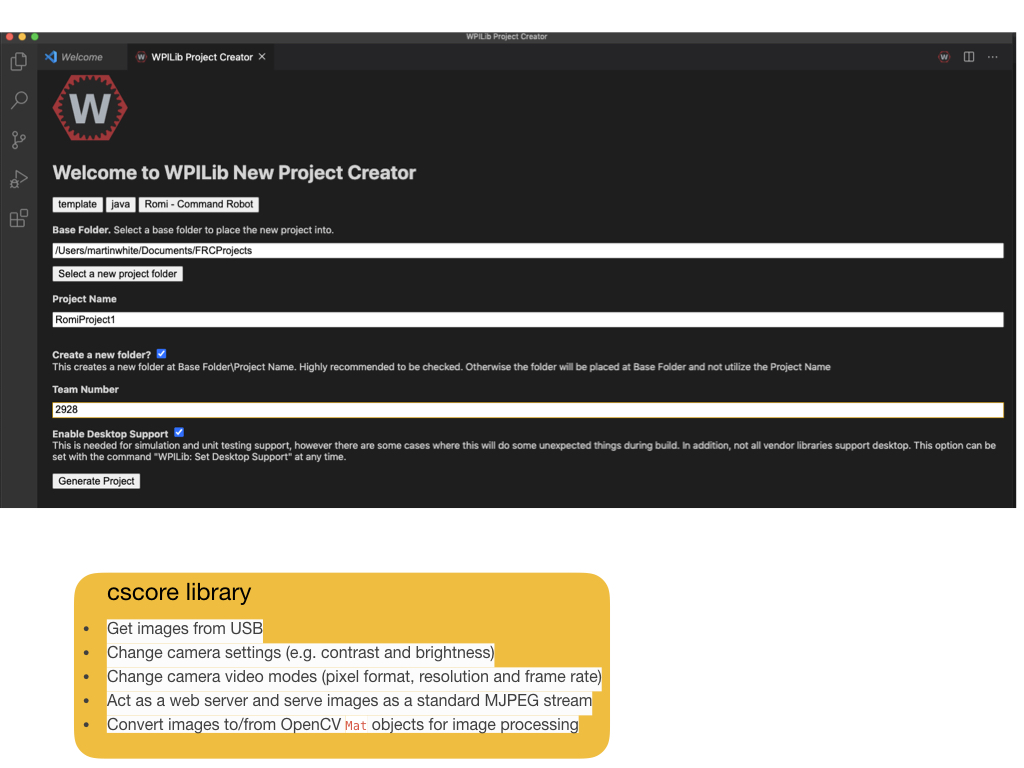 WPILib Project Creator
Welcome
W WPILib Project Creator
W
W
Welcome to WPILib New Project Creator
template java Romi - Command Robot
Base Folder. Select a base folder to place the new project into.
/Users/martinwhite/Documents/FRCProjects
Select a new project folder
Project Name
RomiProject1
Create a new folder?
This creates a new folder at Base Folder\Project Name. Highly recommended to be checked. Otherwise the folder will be placed at Base Folder and not utilize the Project Name
Team Number
2928
Enable Desktop Support
This is needed for simulation and unit testing support, however there are some cases where this will do some unexpected things during build. In addition, not all vendor libraries support desktop. This option can be
set with the command "WPILib: Set Desktop Support" at any time.
Generate Project
cscore library
• Get images from USB
• Change camera settings (e.g. contrast and brightness)
• Change camera video modes (pixel format, resolution and frame rate)
• Act as a web server and serve images as a standard MJPEG stream
• Convert images to/from OpenCV Mat objects for image processing